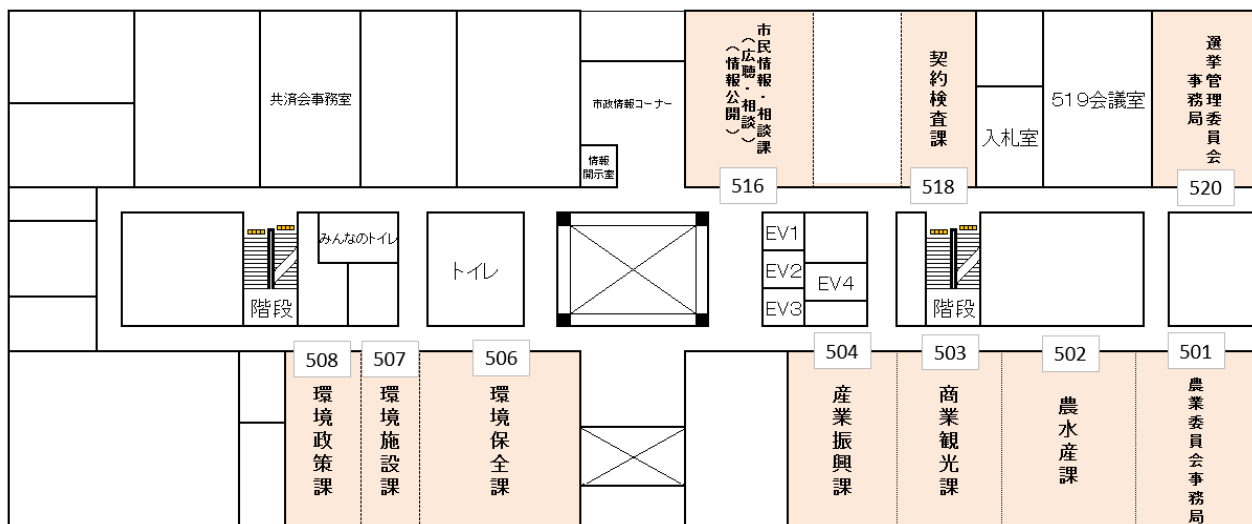 共済会事務室
市政情報コーナー
情報
開示室
市民情報・相談課
(広聴・相談)
(情報公開)
516
契約検査課
518
入札室
519会議室
選挙管理委員会
事務局
520
階段
みんなのトイレ
トイレ
EV1
EV2
EV3
EV4
階段
508
環境政策課
507
環境施設課
506
環境保全課
504
産業振興課
503
商業観光課
502
農水産課
501
農業委員会事務局